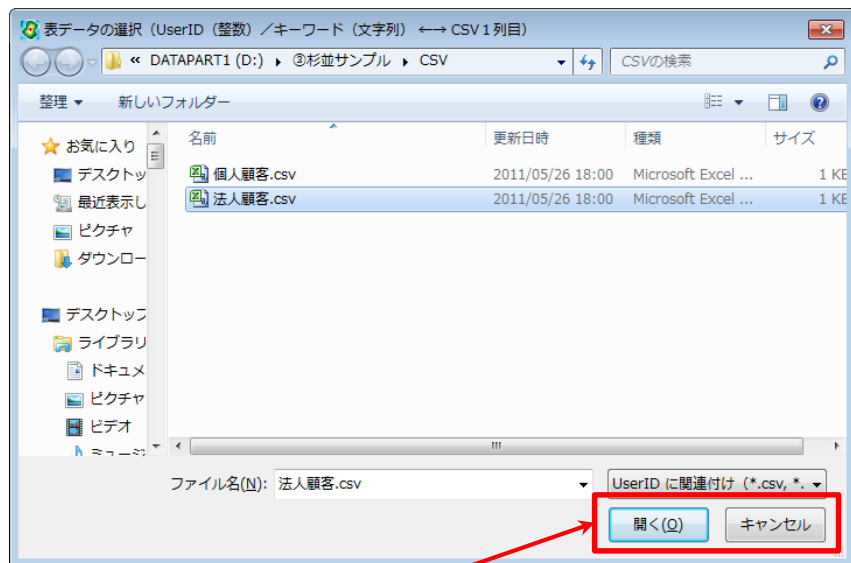 表データの選択（UserID（整数）／キーワード（文字列） ←→ CSV１列目）
« DATAPART1 (D:) ▸ ③杉並サンプル ▸ CSV
CSVの検索
整理 ▼ 新しいフォルダー
名前 更新日時 種類 サイズ
個人顧客.csv 2011/05/26 18:00 Microsoft Excel ... 1 KB
法人顧客.csv 2011/05/26 18:00 Microsoft Excel ... 1 KB
お気に入り
デスクトッ
最近表示し
ピクチャ
ダウンロー
デスクトップ
ライブラリ
ドキュメ
ピクチャ
ビデオ
ミュージ
ファイル名(N): 法人顧客.csv
UserID に関連付け（*.csv, *.
開く(O) キャンセル